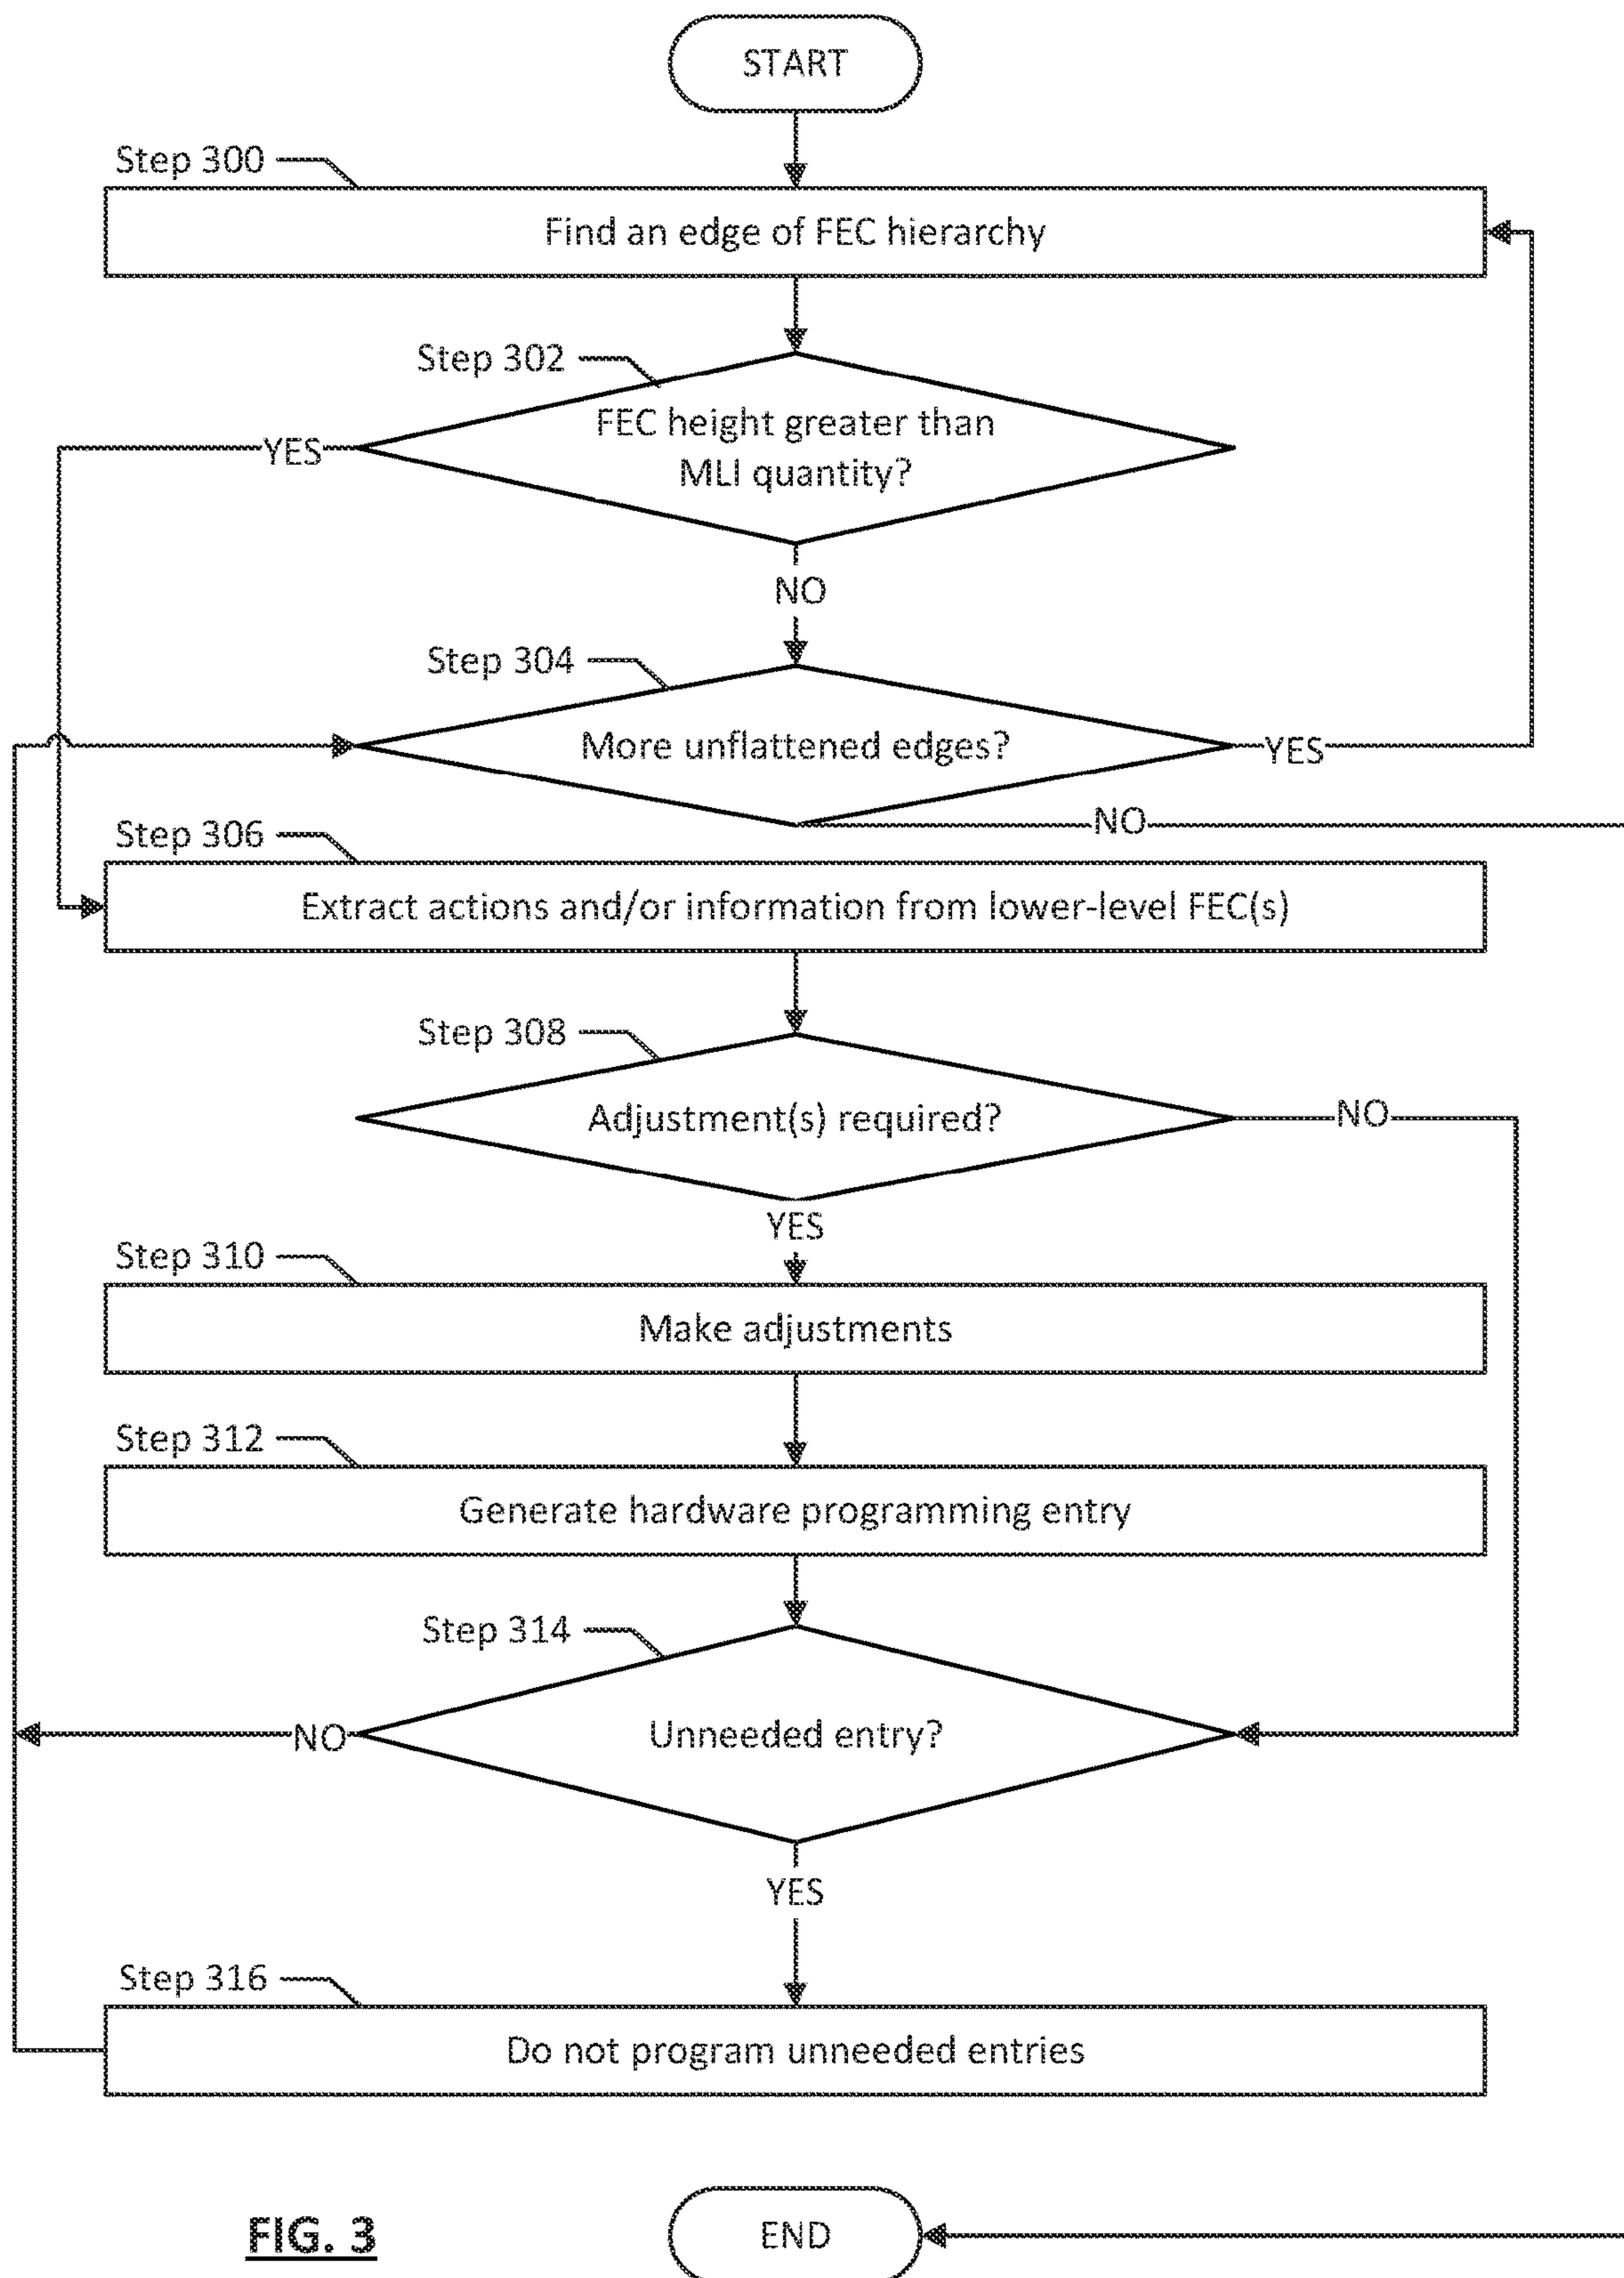 START
Step 300
Find an edge of FEC hierarchy
Step 302
FEC height greater than
MLI quantity?
YES
NO
Step 304
More unflattened edges?
YES
NO
Step 306
Extract actions and/or information from lower-level FEC(s)
Step 308
Adjustment(s) required?
NO
YES
Step 310
Make adjustments
Step 312
Generate hardware programming entry
Step 314
Unneeded entry?
NO
YES
Step 316
Do not program unneeded entries
FIG. 3
END